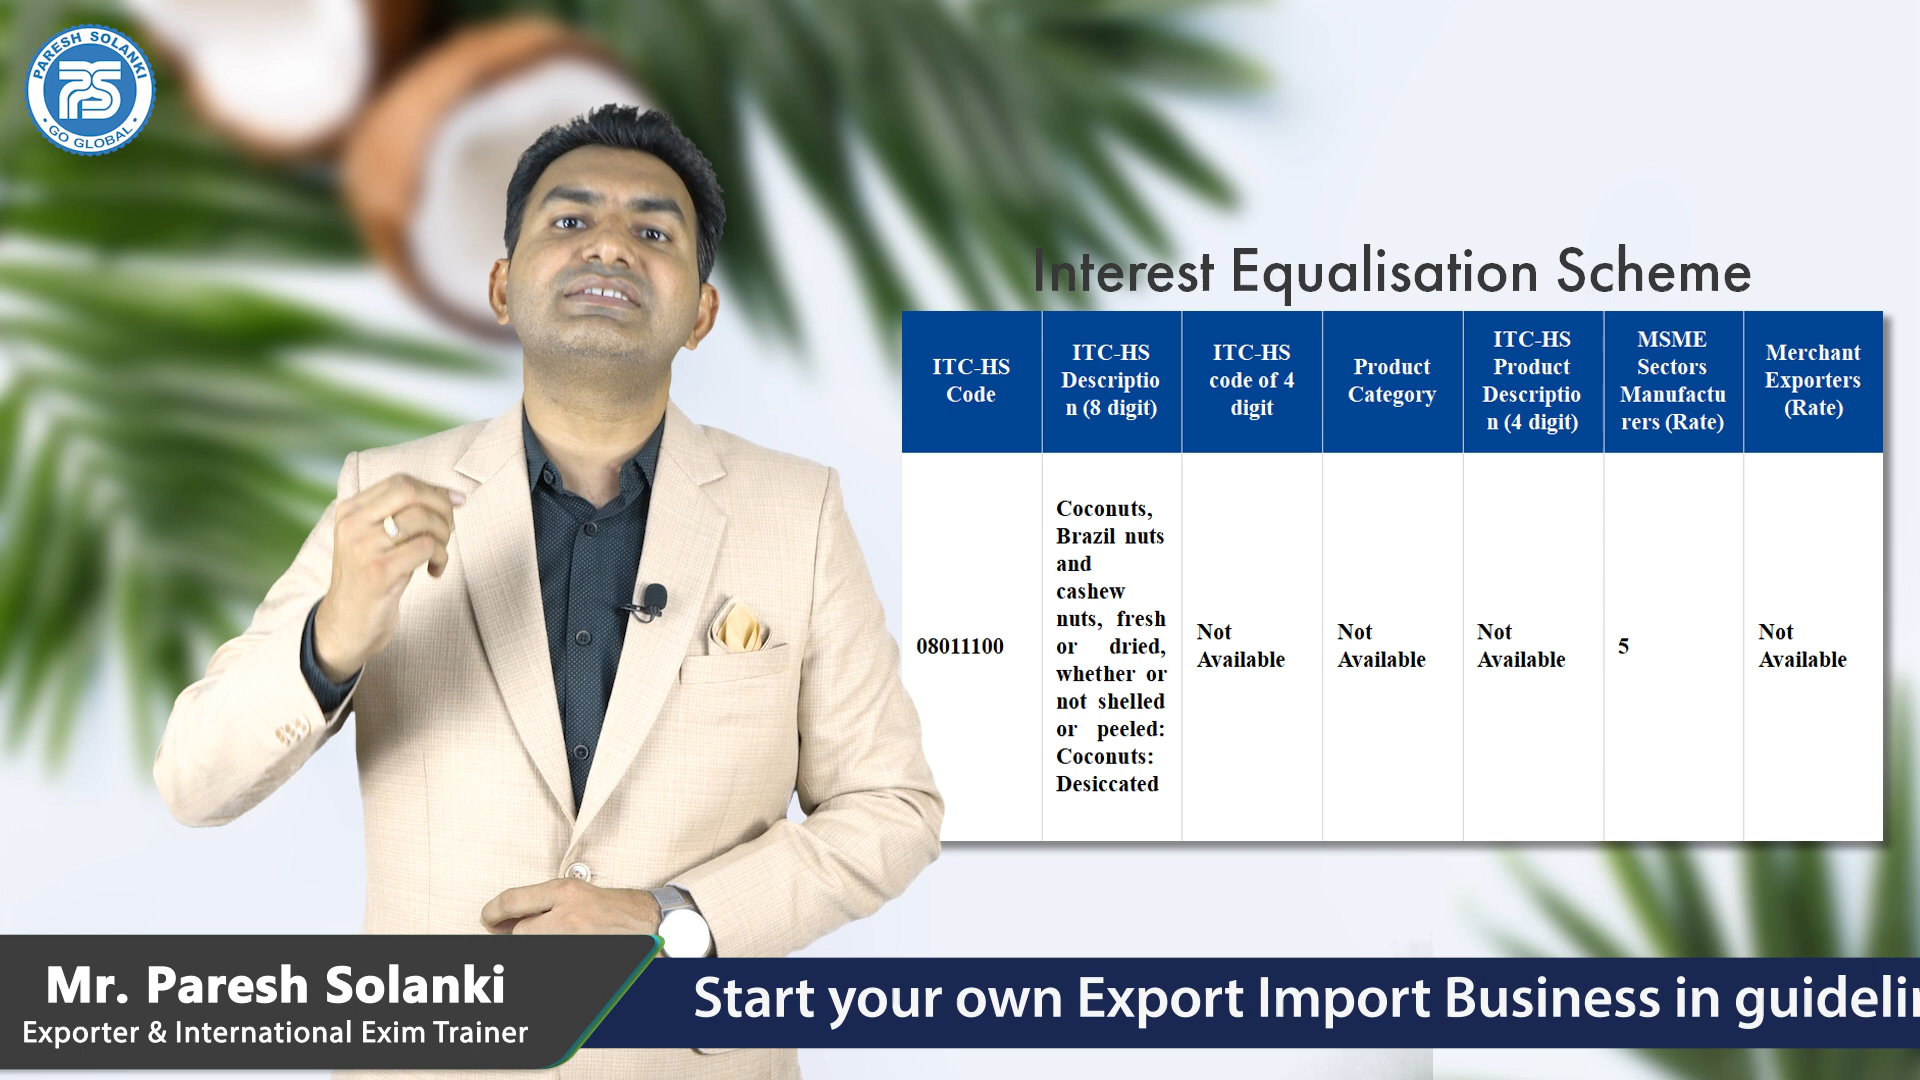 PARESH SOLANKI
PS
GO GLOBAL
Interest Equalisation Scheme
ITC-HS
Code
ITC-HS
Descriptio
n (8 digit)
ITC-HS
code of 4
digit
Product
Category
ITC-HS
Product
Descriptio
n (4 digit)
MSME
Sectors
Manufactu
rers (Rate)
Merchant
Exporters
(Rate)
08011100
Coconuts,
Brazil nuts
and
cashew
nuts, fresh
or dried,
whether or
not shelled
or peeled:
Coconuts:
Desiccated
Not
Available
Not
Available
Not
Available
5
Not
Available
Mr. Paresh Solanki
Exporter & International Exim Trainer
Start your own Export Import Business in guideli